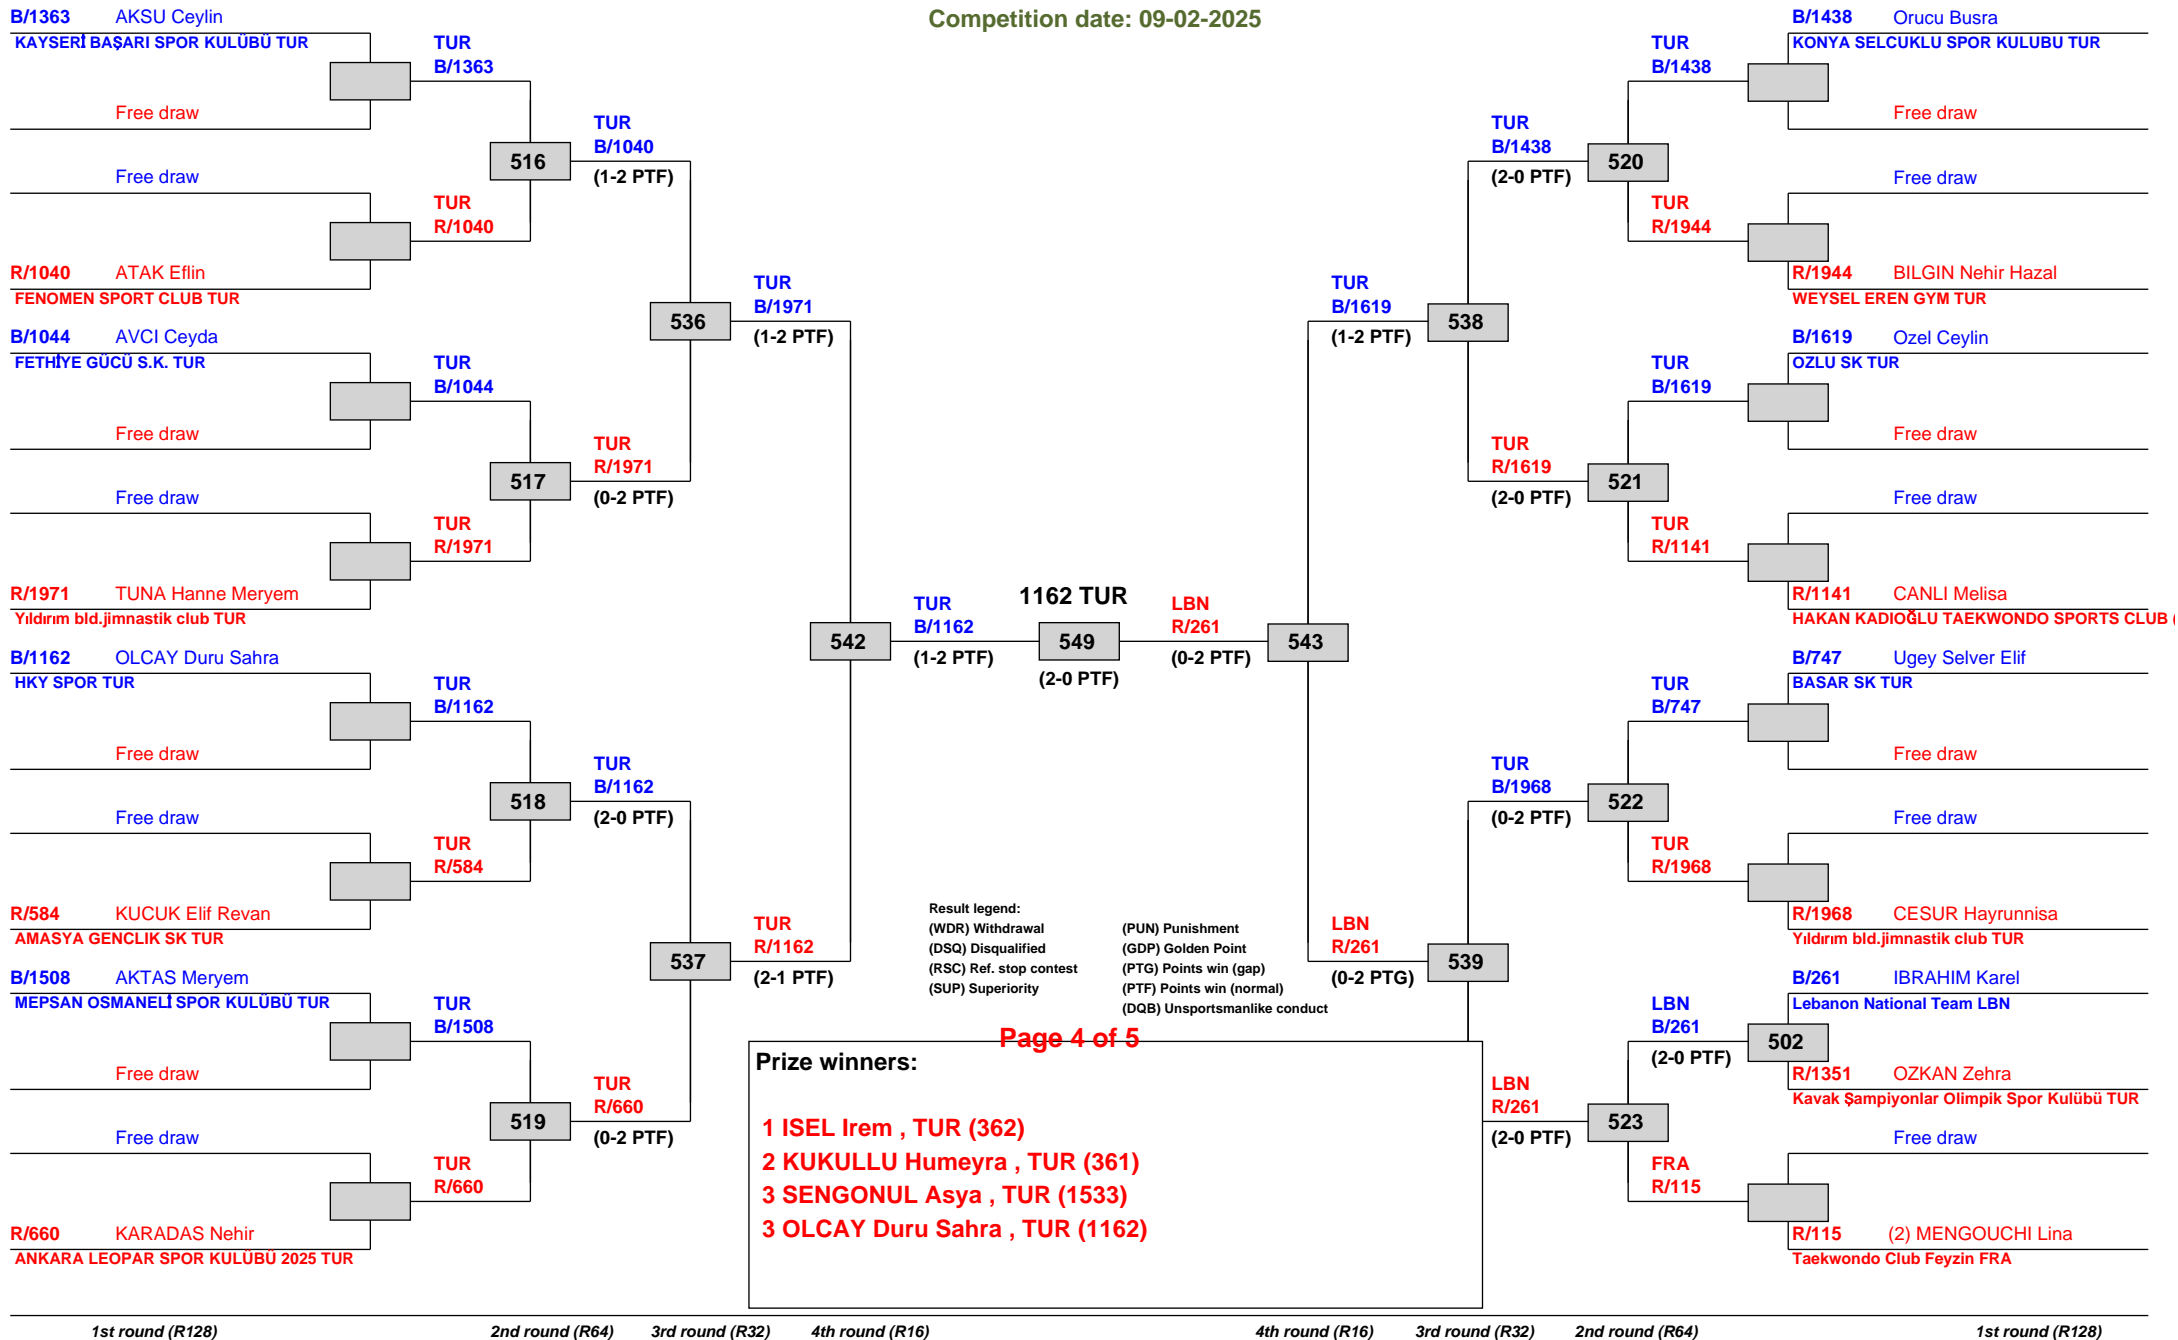 Competition date: 09-02-2025
B/1363 AKSU Ceylin
KAYSERİ BAŞARI SPOR KULÜBÜ TUR
TUR
B/1363
Free draw
TUR
B/1040
516
(1-2 PTF)
Free draw
TUR
R/1040
R/1040 ATAK Eflin
FENOMEN SPORT CLUB TUR
TUR
B/1971
536
(1-2 PTF)
B/1044 AVCI Ceyda
FETHİYE GÜCÜ S.K. TUR
TUR
B/1044
Free draw
TUR
R/1971
517
(0-2 PTF)
Free draw
TUR
R/1971
R/1971 TUNA Hanne Meryem
Yıldırım bld.jimnastik club TUR
TUR
B/1162
542
(1-2 PTF)
1162 TUR
549
(2-0 PTF)
LBN
R/261
543
(0-2 PTF)
B/1162 OLCAY Duru Sahra
HKY SPOR TUR
TUR
B/1162
Free draw
TUR
B/1162
518
(2-0 PTF)
Free draw
TUR
R/584
R/584 KUCUK Elif Revan
AMASYA GENCLIK SK TUR
TUR
R/1162
537
(2-1 PTF)
B/1508 AKTAS Meryem
MEPSAN OSMANELİ SPOR KULÜBÜ TUR
TUR
B/1508
Free draw
TUR
R/660
519
(0-2 PTF)
Free draw
TUR
R/660
R/660 KARADAS Nehir
ANKARA LEOPAR SPOR KULÜBÜ 2025 TUR
B/1438 Orucu Busra
KONYA SELCUKLU SPOR KULUBU TUR
TUR
B/1438
Free draw
TUR
B/1438
520
(2-0 PTF)
Free draw
TUR
R/1944
R/1944 BILGIN Nehir Hazal
WEYSEL EREN GYM TUR
TUR
B/1619
538
(1-2 PTF)
B/1619 Ozel Ceylin
OZLU SK TUR
TUR
B/1619
Free draw
TUR
R/1619
521
(2-0 PTF)
Free draw
TUR
R/1141
R/1141 CANLI Melisa
HAKAN KADIOĞLU TAEKWONDO SPORTS CLUB (
B/747 Ugey Selver Elif
BASAR SK TUR
TUR
B/747
Free draw
TUR
B/1968
522
(0-2 PTF)
Free draw
TUR
R/1968
R/1968 CESUR Hayrunnisa
Yıldırım bld.jimnastik club TUR
LBN
R/261
539
(0-2 PTG)
B/261 IBRAHIM Karel
Lebanon National Team LBN
LBN
B/261
502
(2-0 PTF)
R/1351 OZKAN Zehra
Kavak Şampiyonlar Olimpik Spor Kulübü TUR
LBN
R/261
523
(2-0 PTF)
Free draw
FRA
R/115
R/115 (2) MENGOUCHI Lina
Taekwondo Club Feyzin FRA
Result legend:
(WDR) Withdrawal (PUN) Punishment
(DSQ) Disqualified (GDP) Golden Point
(RSC) Ref. stop contest (PTG) Points win (gap)
(SUP) Superiority (PTF) Points win (normal)
(DQB) Unsportsmanlike conduct
Page 4 of 5
Prize winners:
1 ISEL Irem , TUR (362)
2 KUKULLU Humeyra , TUR (361)
3 SENGONUL Asya , TUR (1533)
3 OLCAY Duru Sahra , TUR (1162)
1st round (R128) 2nd round (R64) 3rd round (R32) 4th round (R16) 4th round (R16) 3rd round (R32) 2nd round (R64) 1st round (R128)